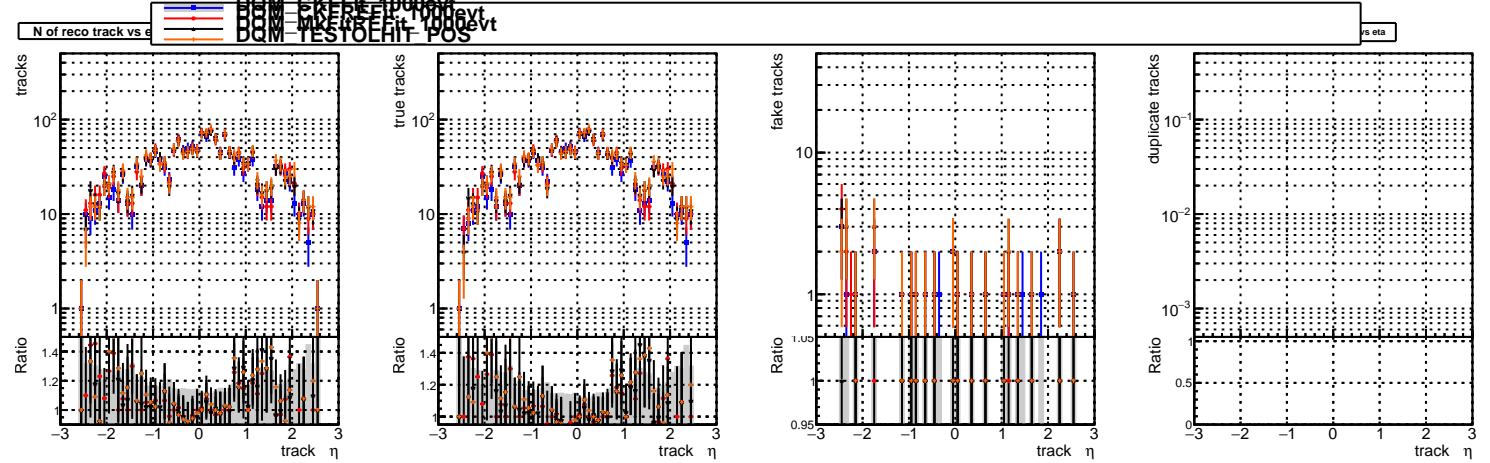 DQM_CKFFit_1000evt
DQM_CKFREFit_1000evt
DQM_MkFitREFit_1000evt
DQM_TESTOLHIT_POS
N of reco track vs e
vs eta
tracks
10²
10
1
Ratio
1.4
1.2
1
−3 −2 −1 0 1 2 3
track η
true tracks
10²
10
1
Ratio
1.4
1.2
1
−3 −2 −1 0 1 2 3
track η
fake tracks
10
1
Ratio
1.05
1
0.95
−3 −2 −1 0 1 2 3
track η
duplicate tracks
10⁻¹
10⁻²
10⁻³
Ratio
1
0.5
0
−3 −2 −1 0 1 2 3
track η